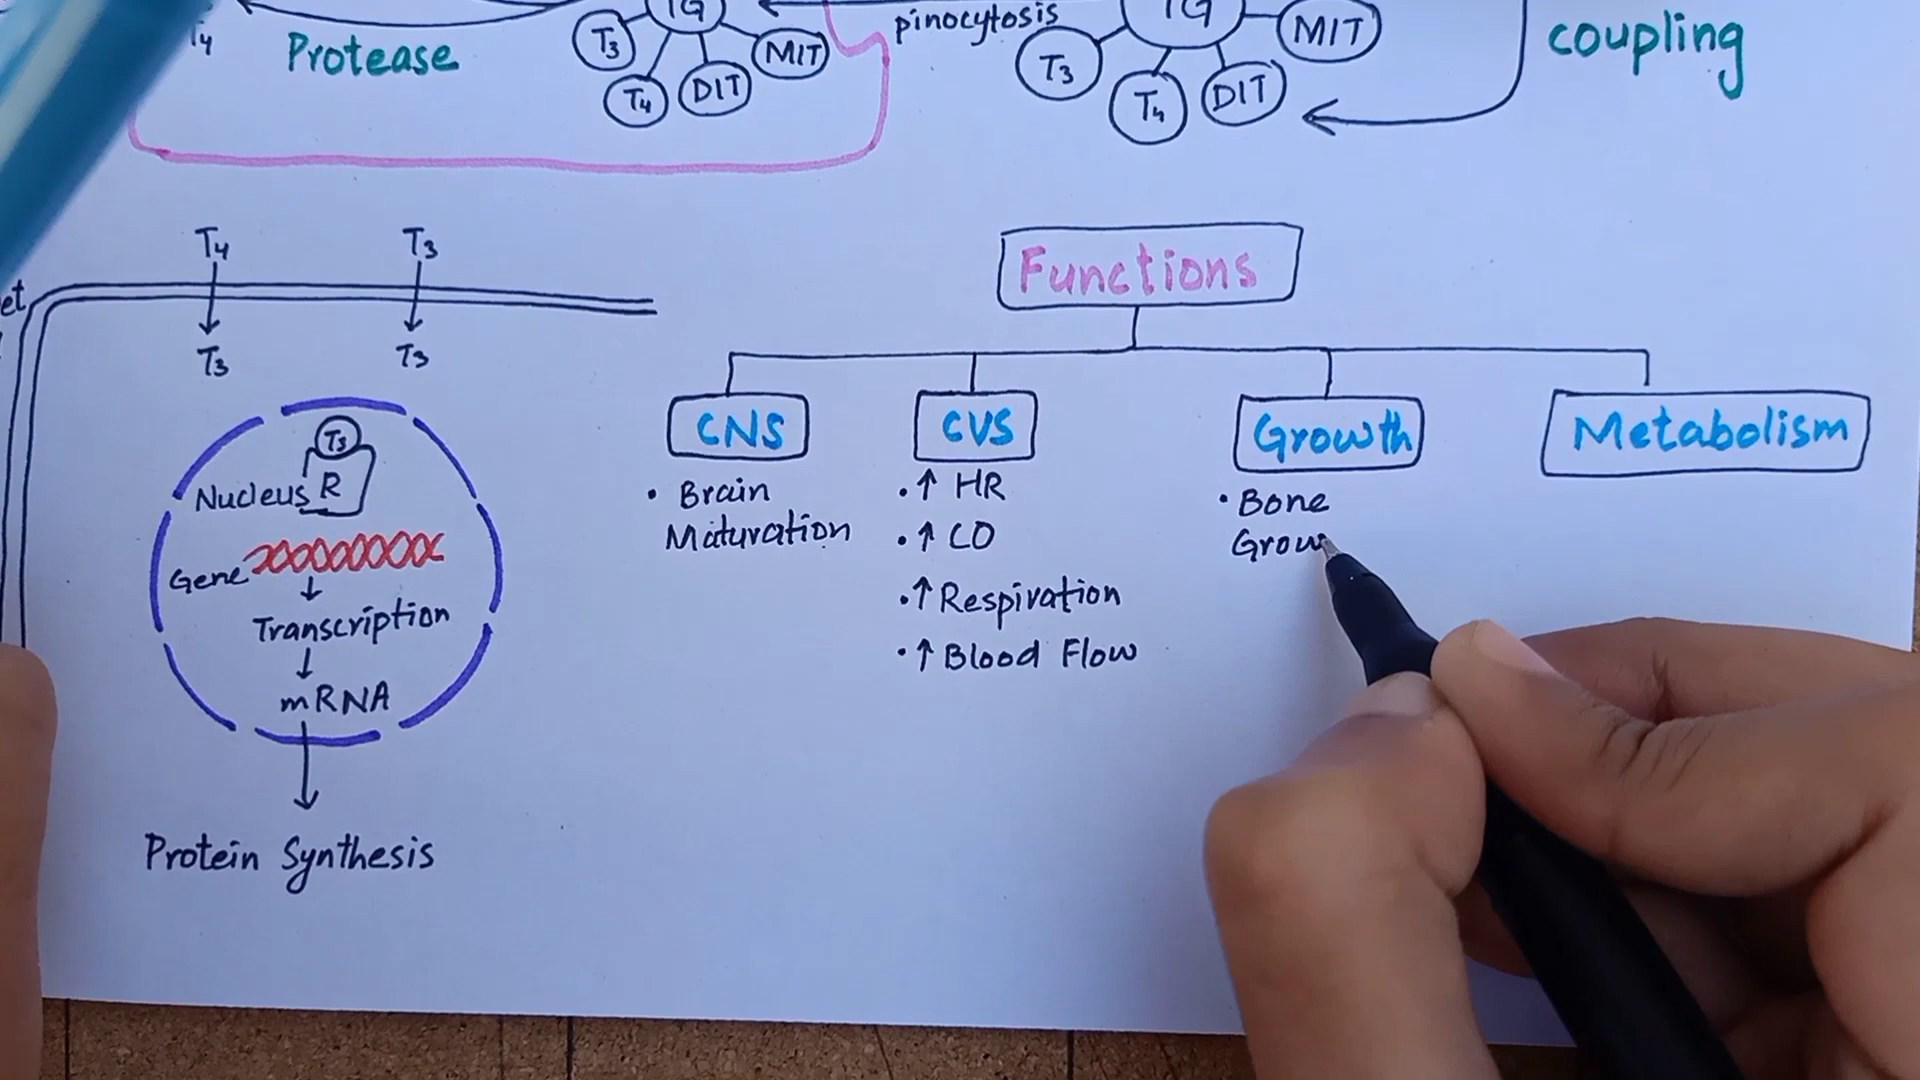 T4
Protease
T3
T4
DIT
MIT
TG
pinocytosis
T3
T4
DIT
MIT
TG
coupling
T4
T3
et
T3
T3
T3
Nucleus R
Gene
Transcription
mRNA
Protein Synthesis
Functions
CNS
• Brain
Maturation
CVS
• ↑ HR
• ↑ CO
• ↑ Respiration
• ↑ Blood Flow
Growth
• Bone
Grow
Metabolism